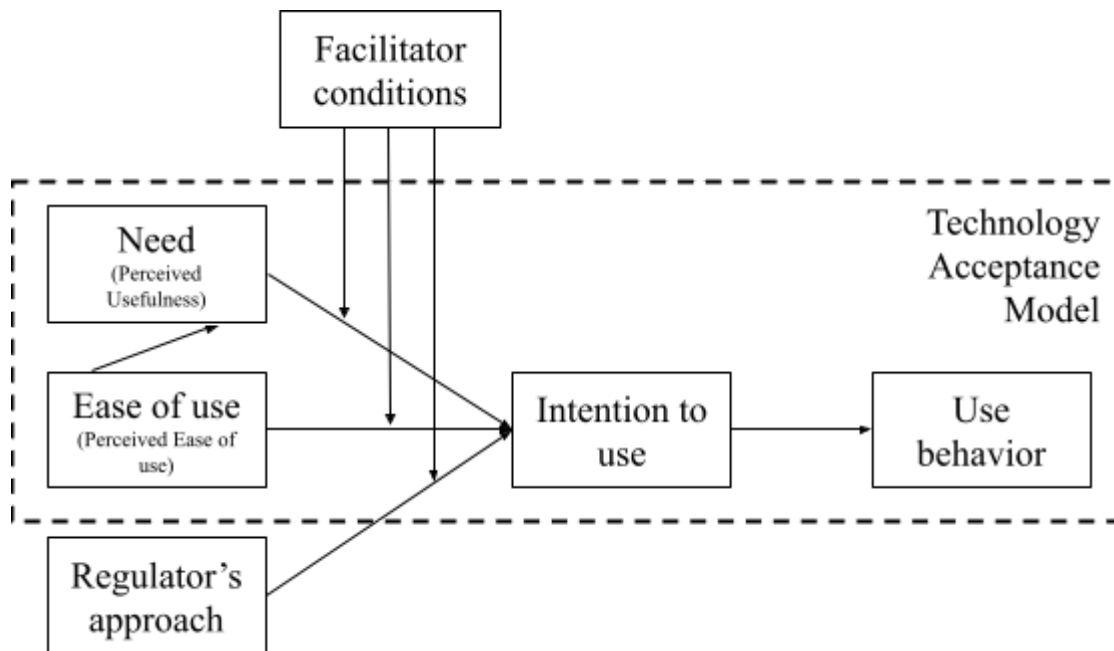 Facilitator
conditions
Technology
Acceptance
Model
Need
(Perceived
Usefulness)
Ease of use
(Perceived Ease of
use)
Intention to
use
Use
behavior
Regulator’s
approach